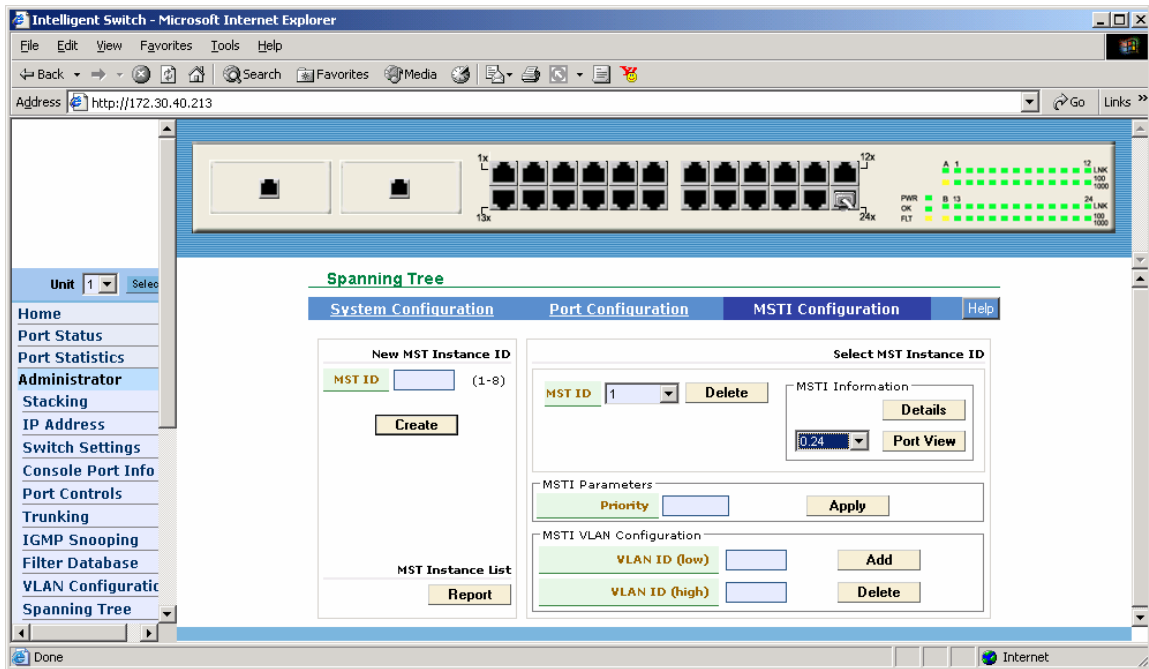 Intelligent Switch - Microsoft Internet Explorer
File Edit View Favorites Tools Help
Back Search Favorites Media
Address http://172.30.40.213 Go Links »
1x 12x
13x 24x
A 1 12 LNK
100
1000
PWR B 13 24 LNK
OK
FLT 100
1000
Unit 1 Selec
Home
Port Status
Port Statistics
Administrator
Stacking
IP Address
Switch Settings
Console Port Info
Port Controls
Trunking
IGMP Snooping
Filter Database
VLAN Configuratic
Spanning Tree
Spanning Tree
System Configuration Port Configuration MSTI Configuration Help
New MST Instance ID
MST ID (1-8)
Create
MST Instance List
Report
Select MST Instance ID
MST ID 1 Delete
MSTI Information
Details
0.24 Port View
MSTI Parameters
Priority Apply
MSTI VLAN Configuration
VLAN ID (low) Add
VLAN ID (high) Delete
Done Internet